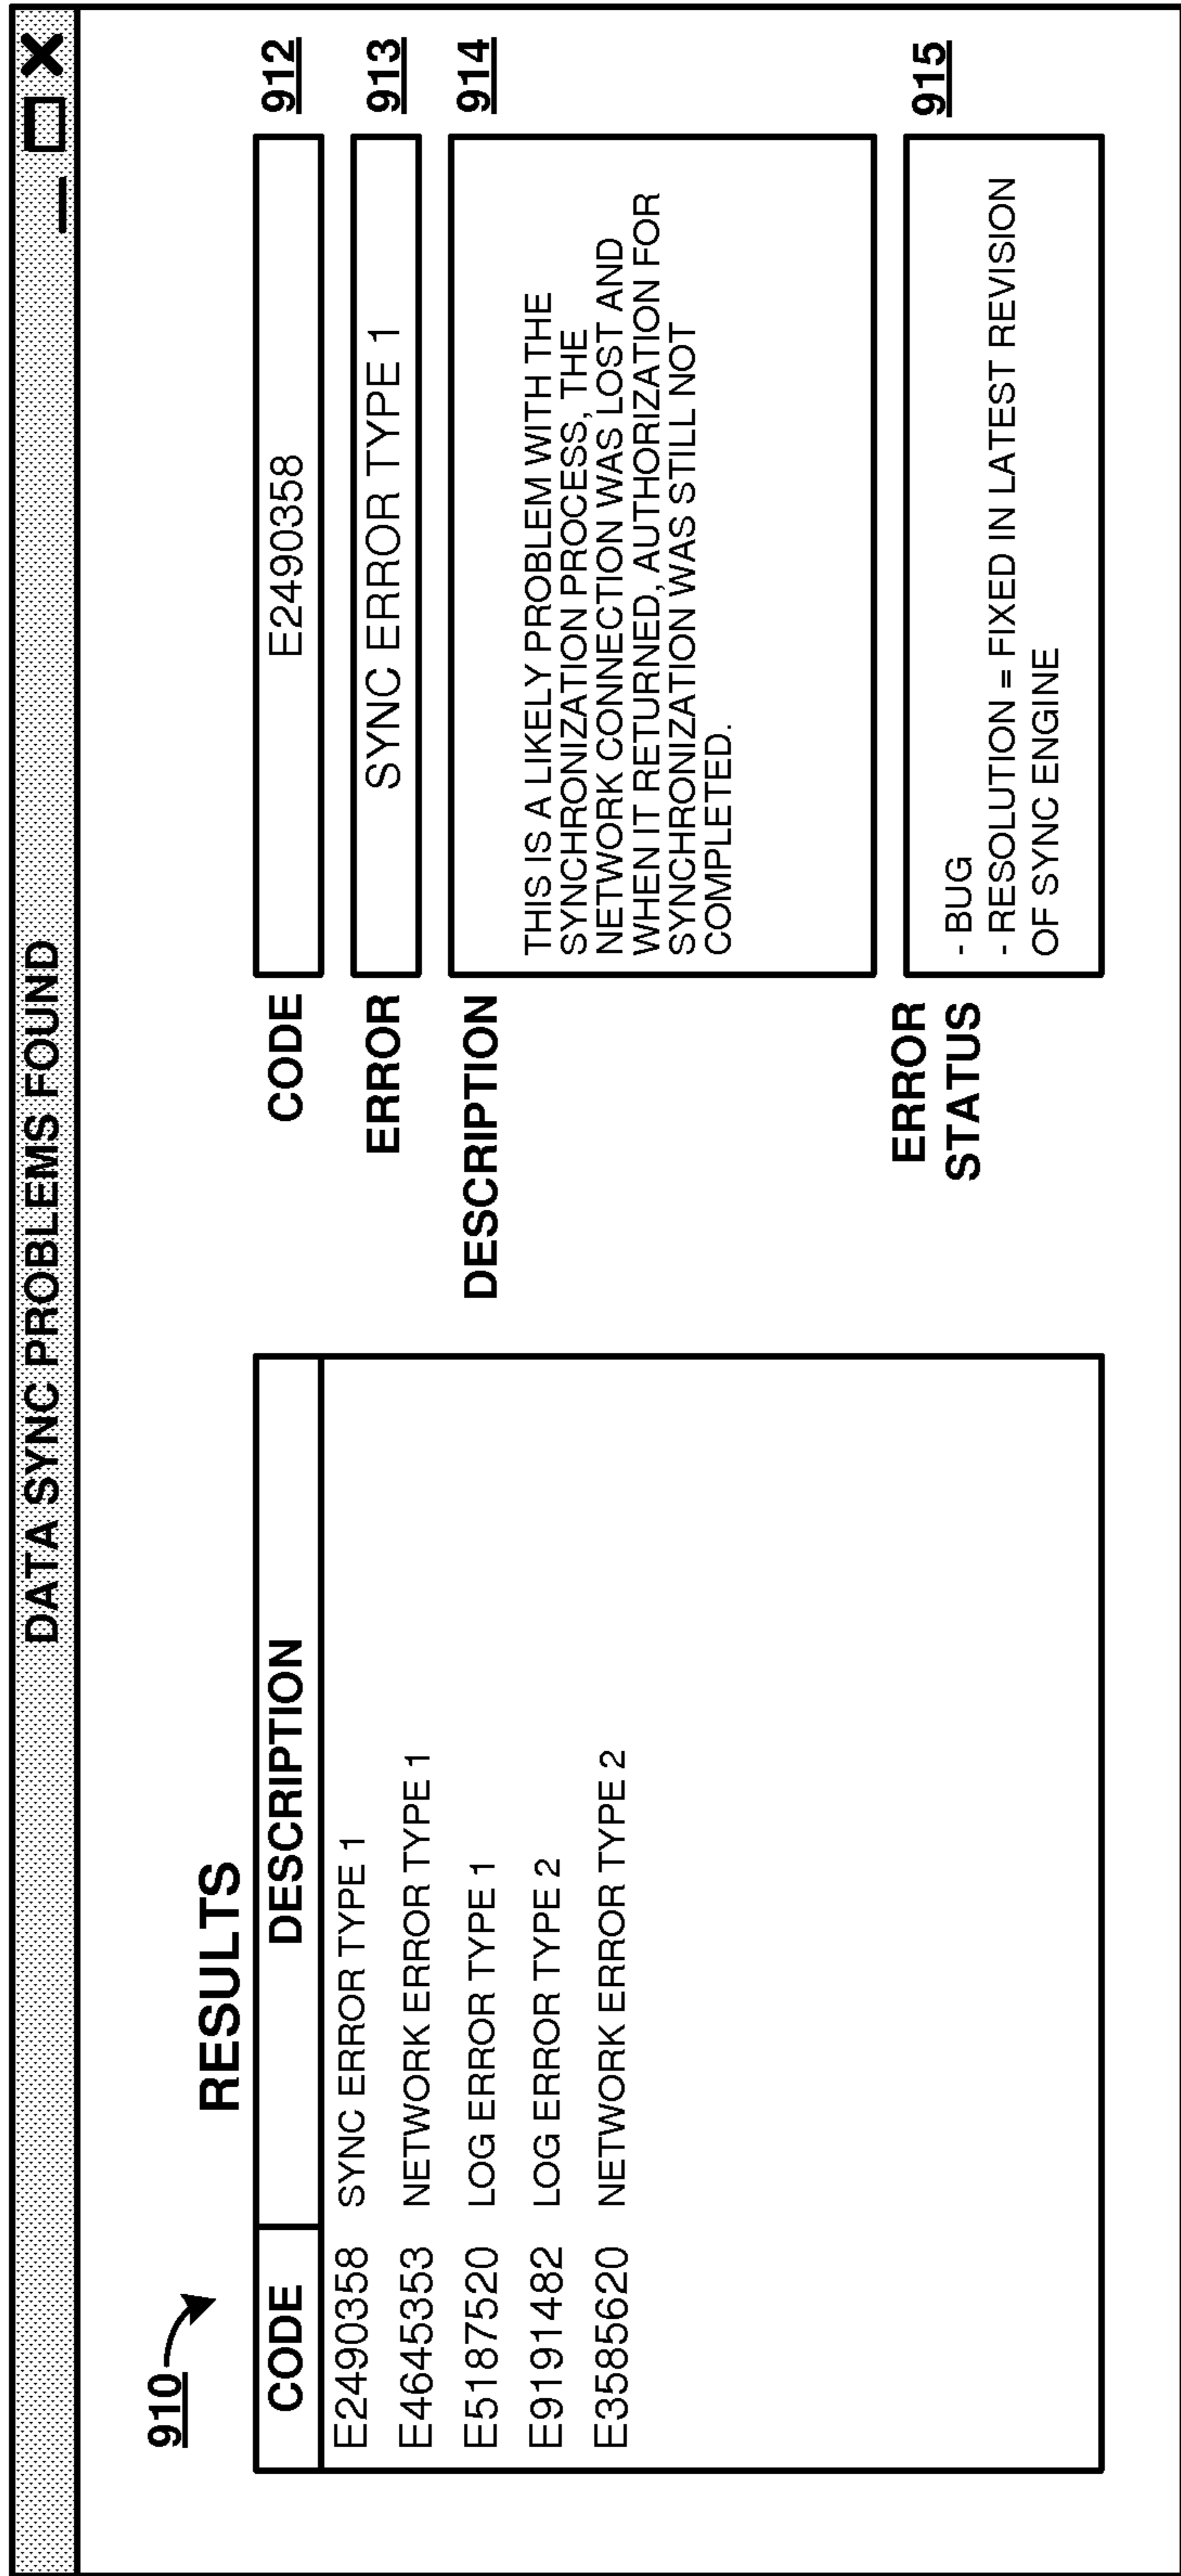 DATA SYNC PROBLEMS FOUND
910
RESULTS
CODE DESCRIPTION
E2490358 SYNC ERROR TYPE 1
E4645353 NETWORK ERROR TYPE 1
E5187520 LOG ERROR TYPE 1
E9191482 LOG ERROR TYPE 2
E3585620 NETWORK ERROR TYPE 2
CODE E2490358 912
ERROR SYNC ERROR TYPE 1 913
DESCRIPTION 914
THIS IS A LIKELY PROBLEM WITH THE
SYNCHRONIZATION PROCESS, THE
NETWORK CONNECTION WAS LOST AND
WHEN IT RETURNED, AUTHORIZATION FOR
SYNCHRONIZATION WAS STILL NOT
COMPLETED.
ERROR
STATUS
915
- BUG
- RESOLUTION = FIXED IN LATEST REVISION
OF SYNC ENGINE